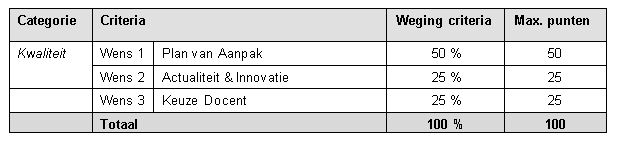 Categorie Criteria Weging criteria Max. punten
Kwaliteit Wens 1 Plan van Aanpak 50 % 50
Wens 2 Actualiteit & Innovatie 25 % 25
Wens 3 Keuze Docent 25 % 25
Totaal 100 % 100